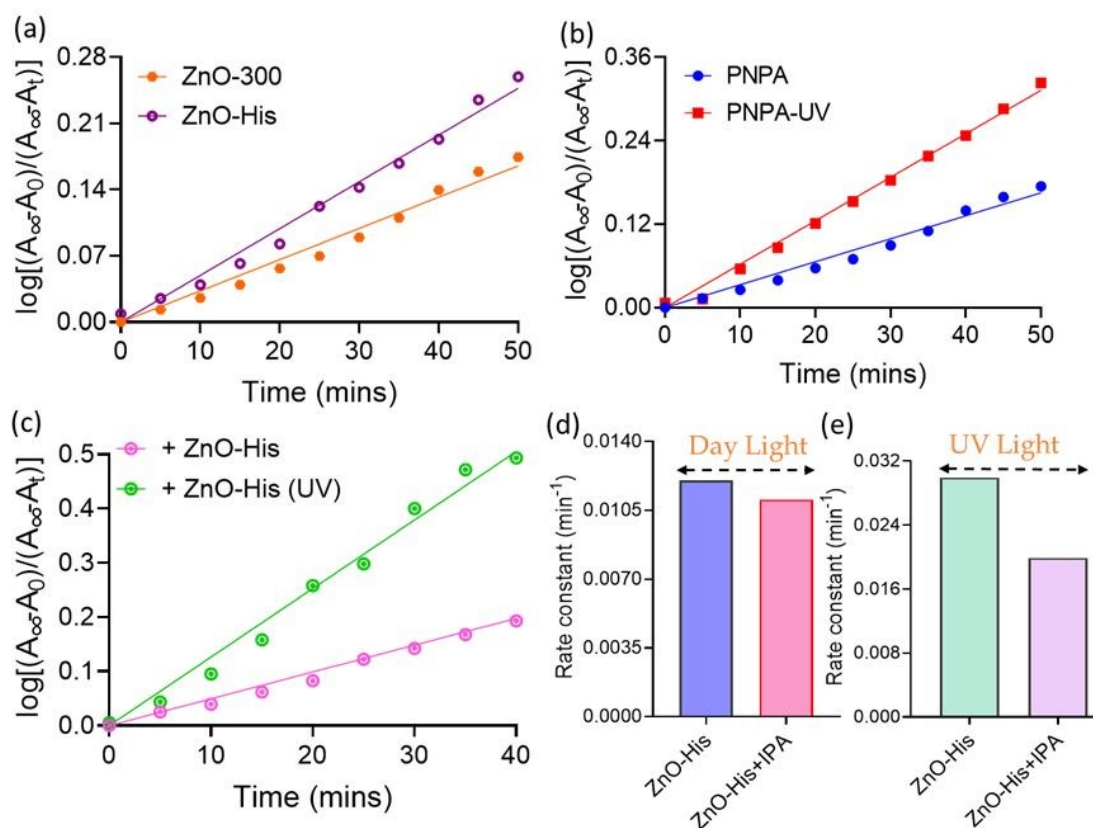 (a)
log[(A∞-A0)/(A∞-At)]
0.28
0.21
0.14
0.07
0.00
ZnO-300
ZnO-His
0 10 20 30 40 50
Time (mins)
(b)
log[(A∞-A0)/(A∞-At)]
0.36
0.24
0.12
0.00
PNPA
PNPA-UV
0 10 20 30 40 50
Time (mins)
(c)
log[(A∞-A0)/(A∞-At)]
0.5
0.4
0.3
0.2
0.1
0.0
+ ZnO-His
+ ZnO-His (UV)
0 10 20 30 40
Time (mins)
(d)
Rate constant (min⁻¹)
0.0140
0.0105
0.0070
0.0035
0.0000
Day Light
ZnO-His
ZnO-His+IPA
(e)
Rate constant (min⁻¹)
0.032
0.024
0.016
0.008
0.000
UV Light
ZnO-His
ZnO-His+IPA